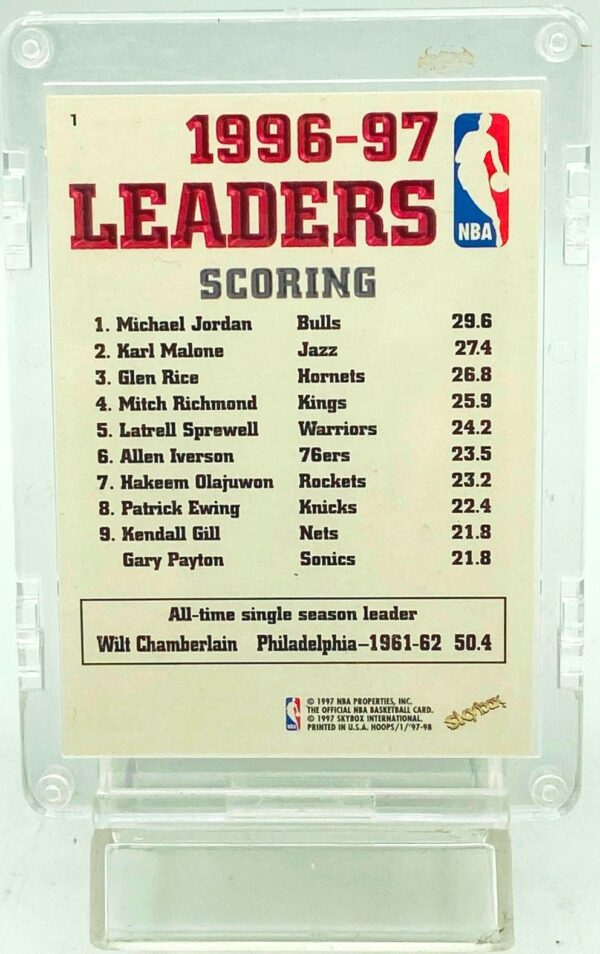 1
1996-97
LEADERS
NBA
SCORING
1. Michael Jordan Bulls 29.6
2. Karl Malone Jazz 27.4
3. Glen Rice Hornets 26.8
4. Mitch Richmond Kings 25.9
5. Latrell Sprewell Warriors 24.2
6. Allen Iverson 76ers 23.5
7. Hakeem Olajuwon Rockets 23.2
8. Patrick Ewing Knicks 22.4
9. Kendall Gill Nets 21.8
Gary Payton Sonics 21.8
All-time single season leader
Wilt Chamberlain Philadelphia–1961-62 50.4
© 1997 NBA PROPERTIES, INC.
THE OFFICIAL NBA BASKETBALL CARD.
© 1997 SKYBOX INTERNATIONAL.
PRINTED IN U.S.A. HOOPS/1/'97-98
NBA
Skybox